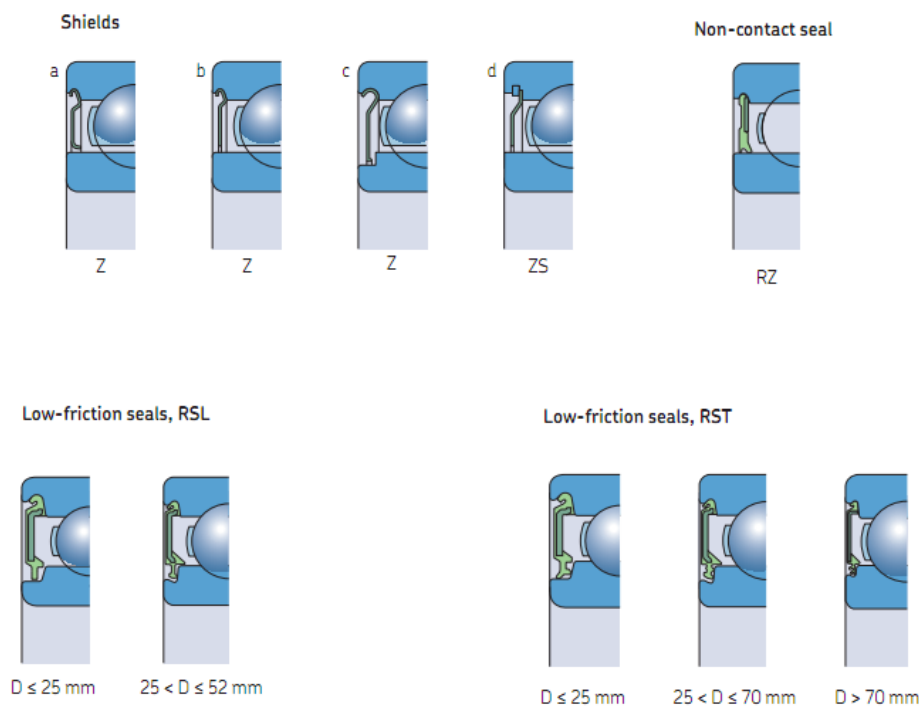 Shields
Non-contact seal
a b c d
Z Z Z ZS
RZ
Low-friction seals, RSL
Low-friction seals, RST
D ≤ 25 mm 25 < D ≤ 52 mm
D ≤ 25 mm 25 < D ≤ 70 mm D > 70 mm